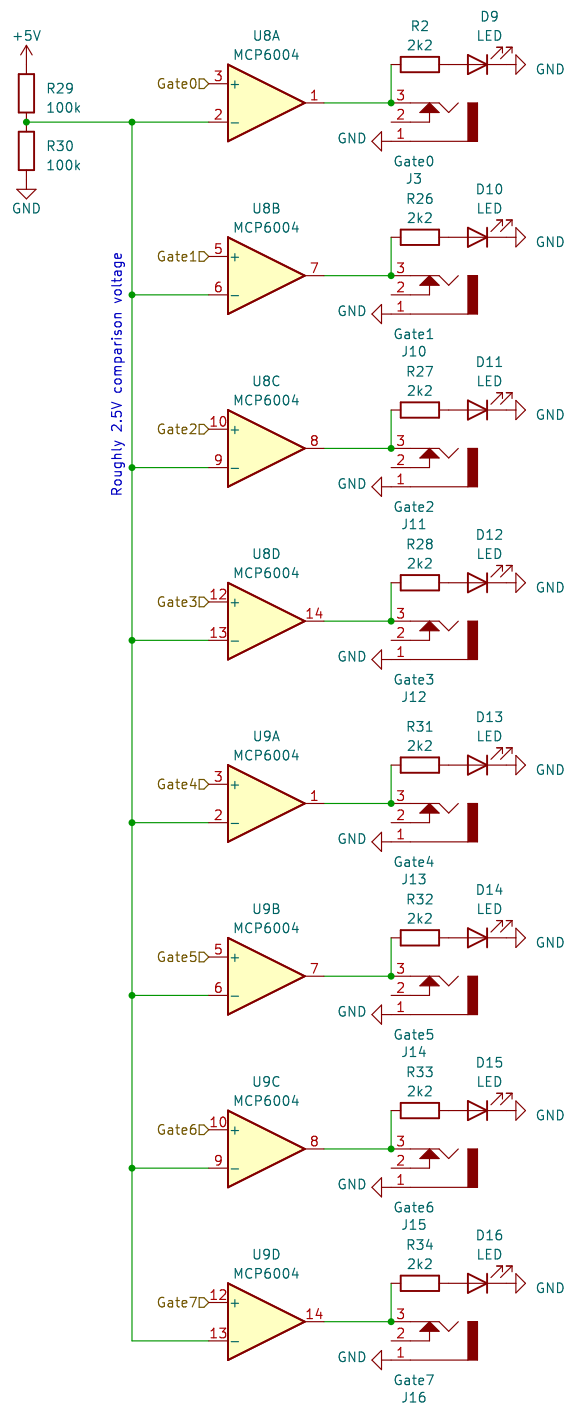 +5V
R29
100k
R30
100k
GND
Roughly 2.5V comparison voltage
U8A
MCP6004
Gate0
3
+
2
−
1
R2
2k2
D9
LED
GND
3
2
1
GND
Gate0
J3
U8B
MCP6004
Gate1
5
+
6
−
7
R26
2k2
D10
LED
GND
3
2
1
GND
Gate1
J10
U8C
MCP6004
Gate2
10
+
9
−
8
R27
2k2
D11
LED
GND
3
2
1
GND
Gate2
J11
U8D
MCP6004
Gate3
12
+
13
−
14
R28
2k2
D12
LED
GND
3
2
1
GND
Gate3
J12
U9A
MCP6004
Gate4
3
+
2
−
1
R31
2k2
D13
LED
GND
3
2
1
GND
Gate4
J13
U9B
MCP6004
Gate5
5
+
6
−
7
R32
2k2
D14
LED
GND
3
2
1
GND
Gate5
J14
U9C
MCP6004
Gate6
10
+
9
−
8
R33
2k2
D15
LED
GND
3
2
1
GND
Gate6
J15
U9D
MCP6004
Gate7
12
+
13
−
14
R34
2k2
D16
LED
GND
3
2
1
GND
Gate7
J16